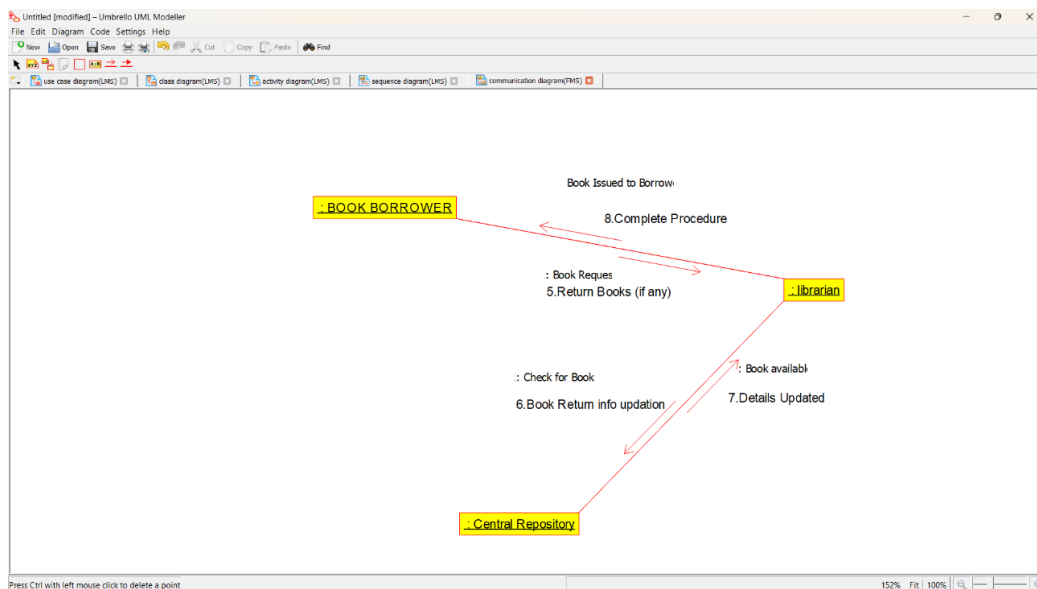 Untitled [modified] – Umbrello UML Modeller
File Edit Diagram Code Settings Help
New Open Save Cut Copy Paste Find
use case diagram(LMS) class diagram(LMS) activity diagram(LMS) sequence diagram(LMS) communication diagram(FMS)
Book Issued to Borrow
: BOOK BORROWER
8.Complete Procedure
: Book Reques
5.Return Books (if any)
: librarian
: Book availabl
: Check for Book
7.Details Updated
6.Book Return info updation
: Central Repository
Press Ctrl with left mouse click to delete a point
152% Fit 100%